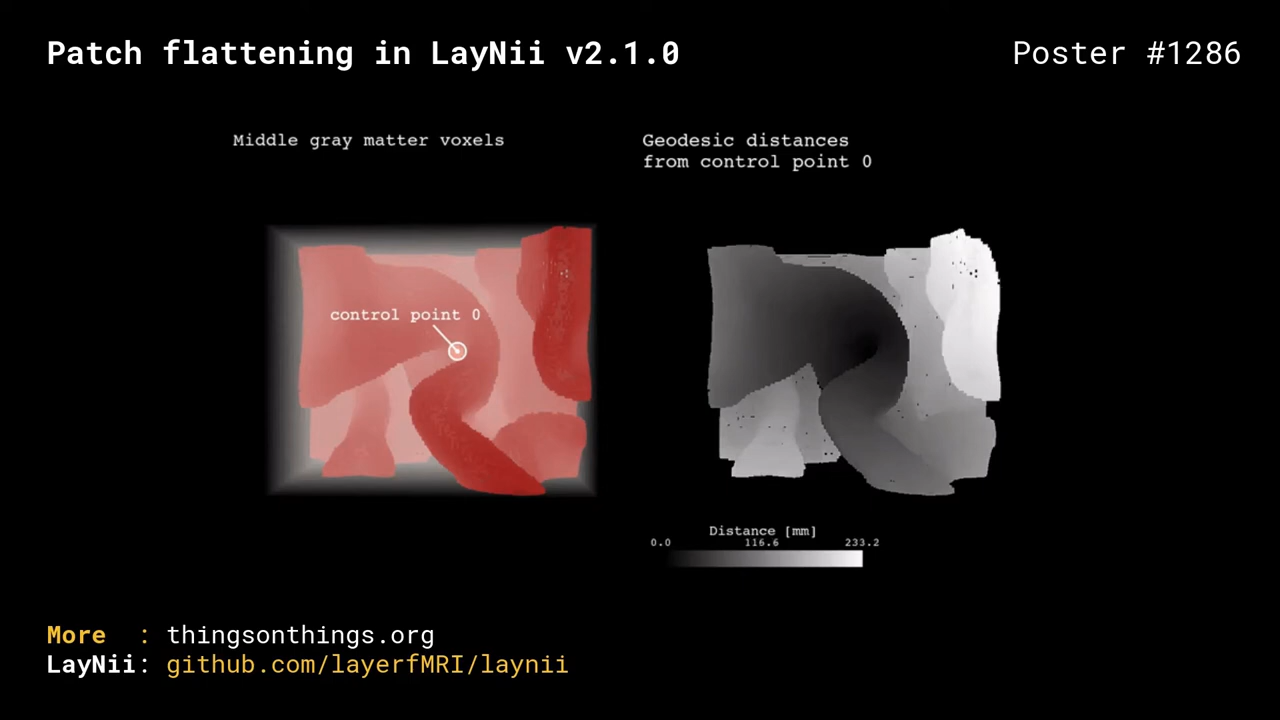 Patch flattening in LayNii v2.1.0
Poster #1286
Middle gray matter voxels
Geodesic distances
from control point 0
control point 0
Distance [mm]
0.0 116.6 233.2
More : thingsonthings.org
LayNii: github.com/layerfMRI/laynii